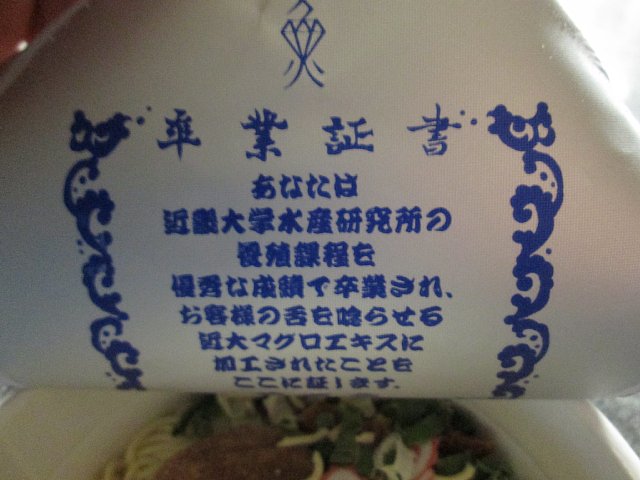 卒業証書
あなたは
近畿大学水産研究所の
養殖課程を
優秀な成績で卒業され、
お客様の舌を唸らせる
近大マグロエキスに
加工されたことを
ここに証します。